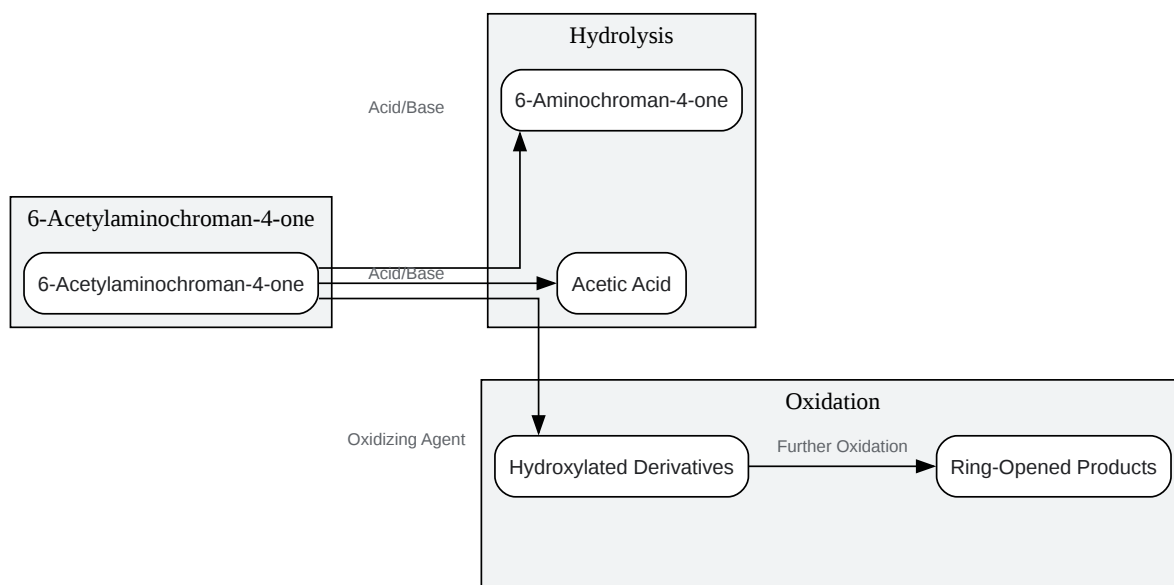 Hydrolysis
6-Aminochroman-4-one
Acid/Base
6-Acetylaminochroman-4-one
6-Acetylaminochroman-4-one
Acid/Base
Acetic Acid
Oxidation
Oxidizing Agent
Hydroxylated Derivatives
Further Oxidation
Ring-Opened Products